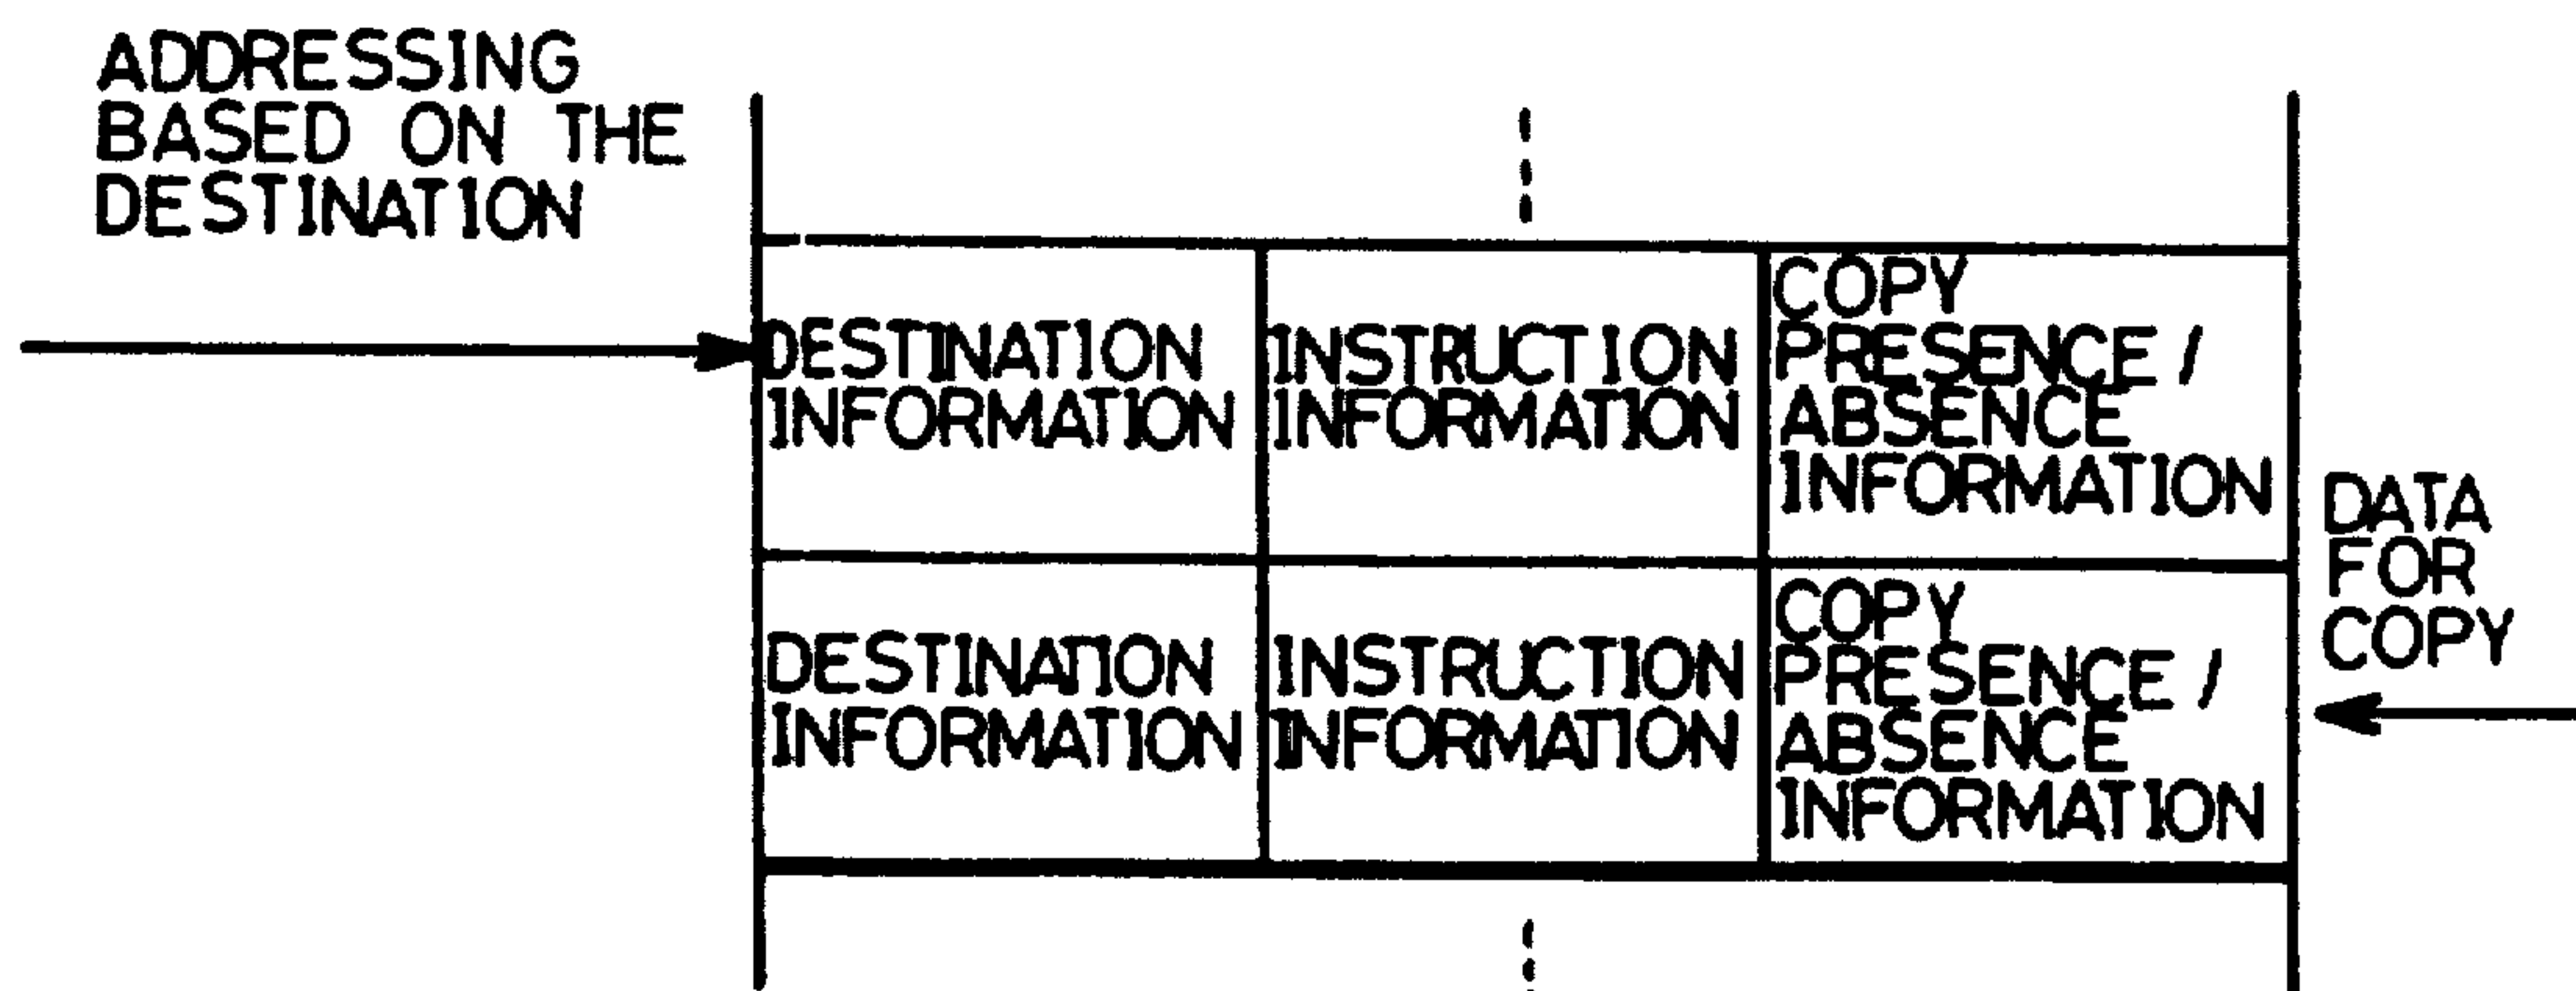 ADDRESSING
BASED ON THE
DESTINATION
DESTINATION
INFORMATION
INSTRUCTION
INFORMATION
COPY
PRESENCE /
ABSENCE
INFORMATION
DESTINATION
INFORMATION
INSTRUCTION
INFORMATION
COPY
PRESENCE /
ABSENCE
INFORMATION
DATA
FOR
COPY